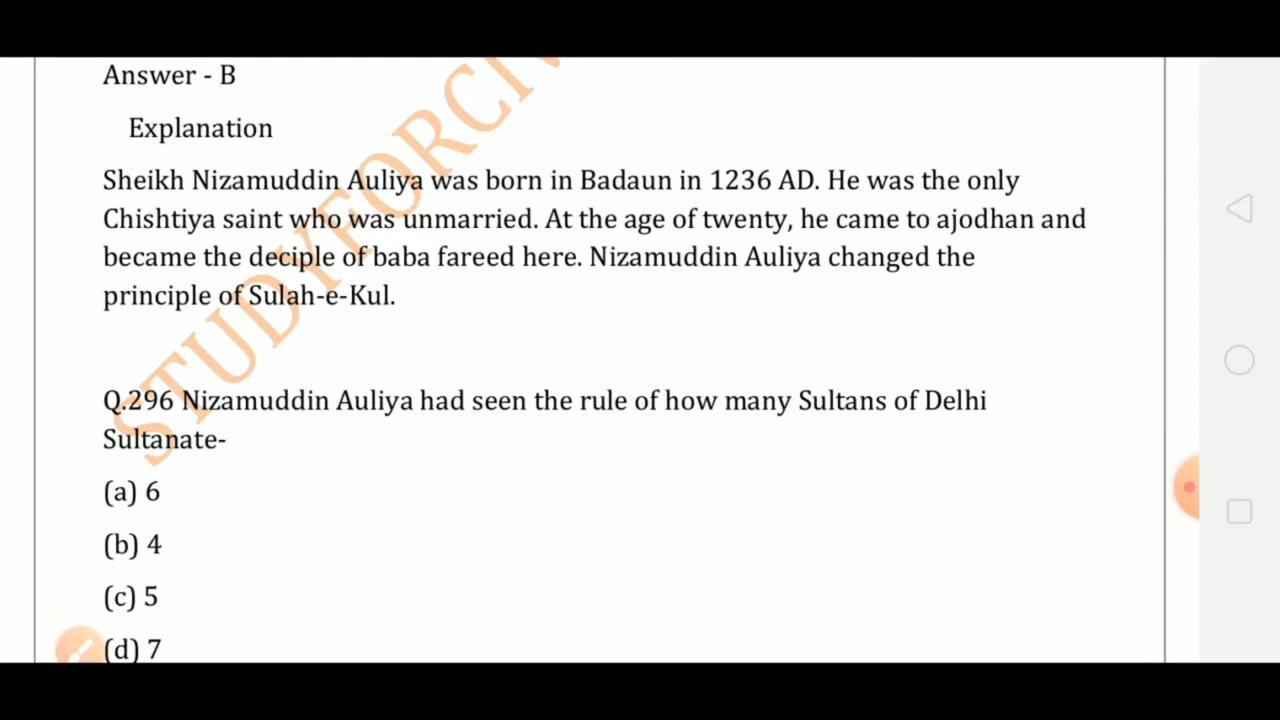 Answer - B
Explanation
Sheikh Nizamuddin Auliya was born in Badaun in 1236 AD. He was the only
Chishtiya saint who was unmarried. At the age of twenty, he came to ajodhan and
became the deciple of baba fareed here. Nizamuddin Auliya changed the
principle of Sulah-e-Kul.
Q.296 Nizamuddin Auliya had seen the rule of how many Sultans of Delhi
Sultanate-
(a) 6
(b) 4
(c) 5
(d) 7
STUDYFORCIV